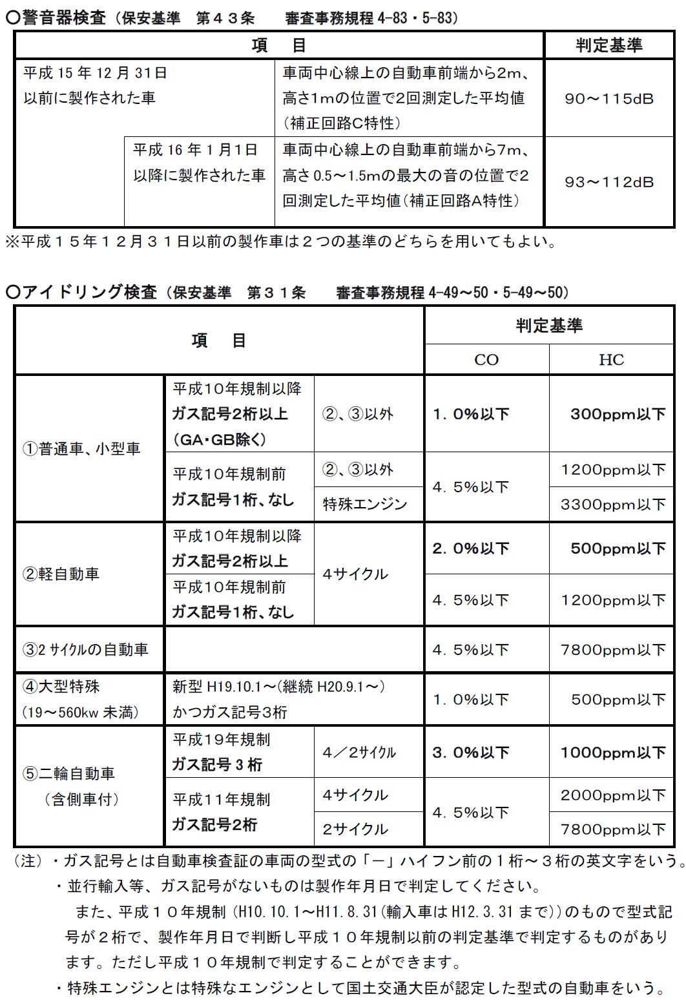 〇警音器検査（保安基準　第４３条　　審査事務規程4-83・5-83）
項　目
判定基準
平成15年12月31日
以前に製作された車
車両中心線上の自動車前端から２ｍ、
高さ１ｍの位置で２回測定した平均値
（補正回路Ｃ特性）
９０～１１５ｄＢ
平成16年1月1日
以降に製作された車
車両中心線上の自動車前端から７ｍ、
高さ0.5～1.5ｍの最大の音の位置で２
回測定した平均値（補正回路Ａ特性）
９３～１１２ｄＢ
※平成１５年１２月３１日以前の製作車は２つの基準のどちらを用いてもよい。
〇アイドリング検査（保安基準　第３１条　　審査事務規程4-49～50・5-49～50）
項　目
判定基準
CO
HC
①普通車、小型車
平成１０年規制以降
ガス記号２桁以上
（ＧＡ・ＧＢ除く）
②、③以外
１．０％以下
３００ｐｐｍ以下
平成１０年規制前
ガス記号１桁、なし
②、③以外
４．５％以下
１２００ｐｐｍ以下
特殊エンジン
３３００ｐｐｍ以下
②軽自動車
平成１０年規制以降
ガス記号２桁以上
４サイクル
２．０％以下
５００ｐｐｍ以下
平成１０年規制前
ガス記号１桁、なし
４．５％以下
１２００ｐｐｍ以下
③2ｻｲｸﾙの自動車
４．５％以下
７８００ｐｐｍ以下
④大型特殊
(19～560kw未満)
新型H19.10.1～(継続H20.9.1～)
かつガス記号３桁
１．０％以下
５００ｐｐｍ以下
⑤二輪自動車
（含側車付）
平成１９年規制
ガス記号3桁
４／２ｻｲｸﾙ
３．０％以下
１０００ｐｐｍ以下
平成１１年規制
ガス記号２桁
４サイクル
４．５％以下
２０００ｐｐｍ以下
２サイクル
７８００ｐｐｍ以下
（注）・ガス記号とは自動車検査証の車両の型式の「－」ハイフン前の１桁～３桁の英文字をいう。
・並行輸入等、ガス記号がないものは製作年月日で判定してください。
また、平成１０年規制（H10.10.1～H11.8.31(輸入車はH12.3.31まで)）のもので型式記
号が２桁で、製作年月日で判断し平成１０年規制以前の判定基準で判定するものがあり
ます。ただし平成１０年規制で判定することができます。
・特殊エンジンとは特殊なエンジンとして国土交通大臣が認定した型式の自動車をいう。